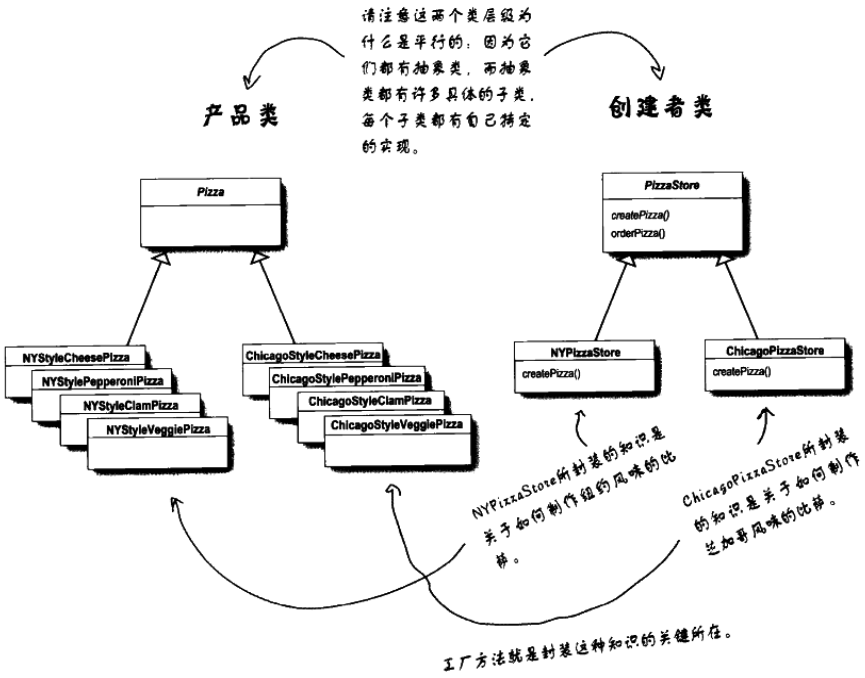 请注意这两个类层级为
什么是平行的：因为它
们都有抽象类，而抽象
类都有许多具体的子类，
每个子类都有自己特定
的实现。
产品类
创建者类
Pizza
PizzaStore
createPizza()
orderPizza()
NYStyleCheesePizza
NYStylePepperoniPizza
NYStyleClamPizza
NYStyleVeggiePizza
ChicagoStyleCheesePizza
ChicagoStylePepperoniPizza
ChicagoStyleClamPizza
ChicagoStyleVeggiePizza
NYPizzaStore
createPizza()
ChicagoPizzaStore
createPizza()
NYPizzaStore所封装的知识是
关于如何制作纽约风味的比
萨。
ChicagoPizzaStore所封装
的知识是关于如何制作
芝加哥风味的比萨。
工厂方法就是封装这种知识的关键所在。